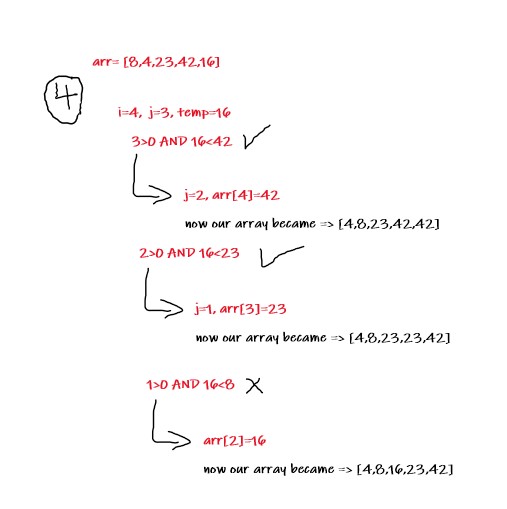 arr= [8,4,23,42,16]
4
i=4, j=3, temp=16
3>0 AND 16<42 ✓
j=2, arr[4]=42
now our array became => [4,8,23,42,42]
2>0 AND 16<23 ✓
j=1, arr[3]=23
now our array became => [4,8,23,23,42]
1>0 AND 16<8 X
arr[2]=16
now our array became => [4,8,16,23,42]